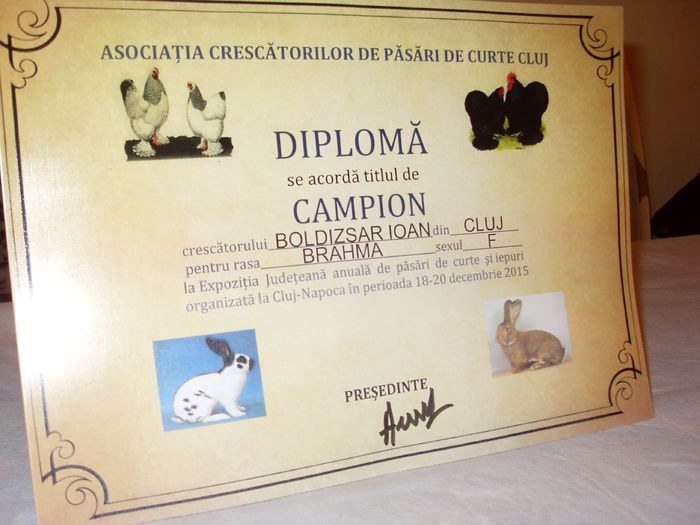 ASOCIAȚIA CRESCĂTORILOR DE PĂSĂRI DE CURTE CLUJ
DIPLOMĂ
se acordă titlul de
CAMPION
crescătorului BOLDIZSAR IOAN din CLUJ
pentru rasa BRAHMA sexul F
la Expoziția Județeană anuală de păsări de curte și iepuri
organizată la Cluj-Napoca în perioada 18-20 decembrie 2015
PREȘEDINTE